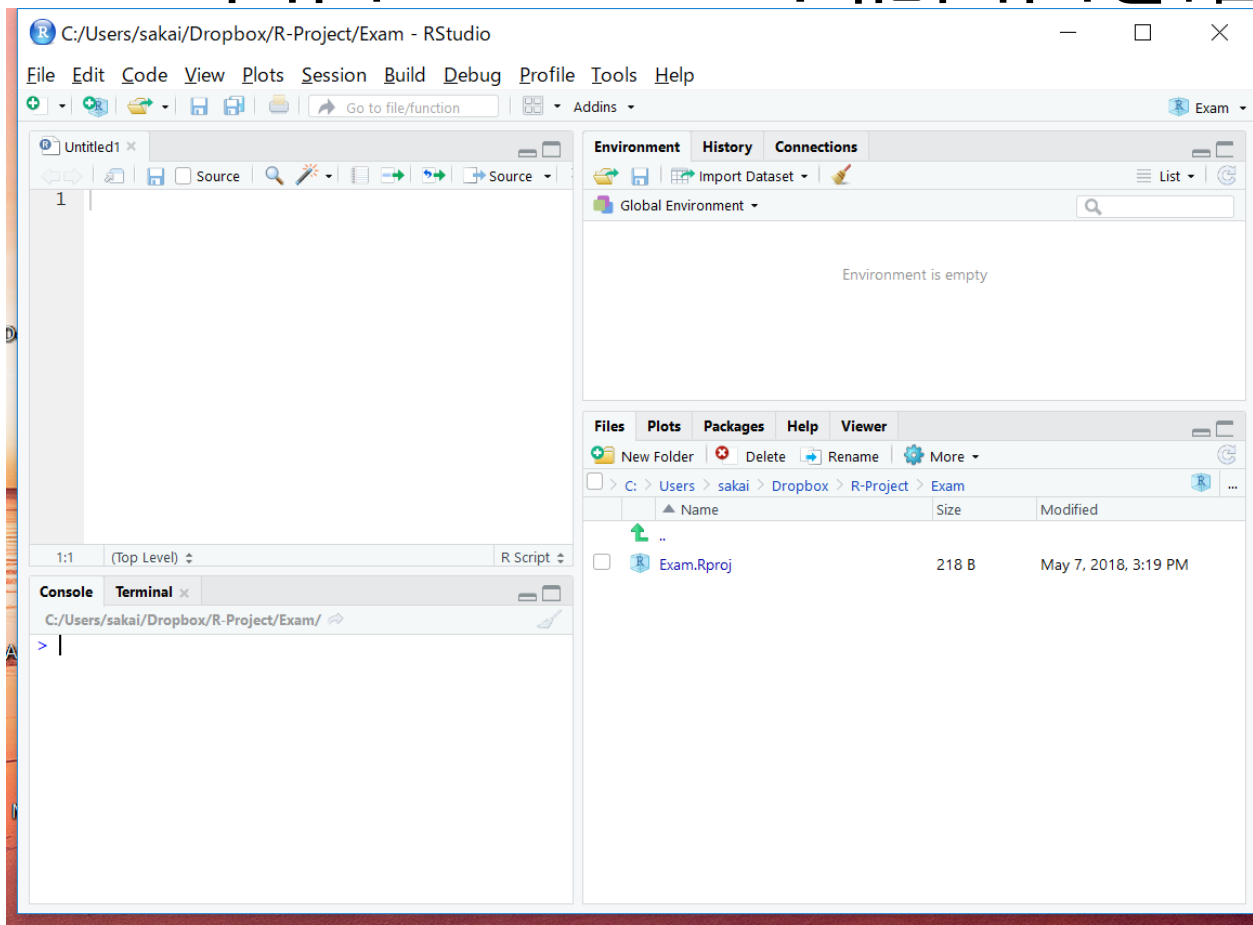 C:/Users/sakai/Dropbox/R-Project/Exam - RStudio
File Edit Code View Plots Session Build Debug Profile Tools Help
Go to file/function Addins Exam
Untitled1
Source Source
1
1:1 (Top Level) R Script
Console Terminal
C:/Users/sakai/Dropbox/R-Project/Exam/
>
Environment History Connections
Import Dataset List
Global Environment
Environment is empty
Files Plots Packages Help Viewer
New Folder Delete Rename More
C: > Users > sakai > Dropbox > R-Project > Exam ...
Name Size Modified
..
Exam.Rproj 218 B May 7, 2018, 3:19 PM